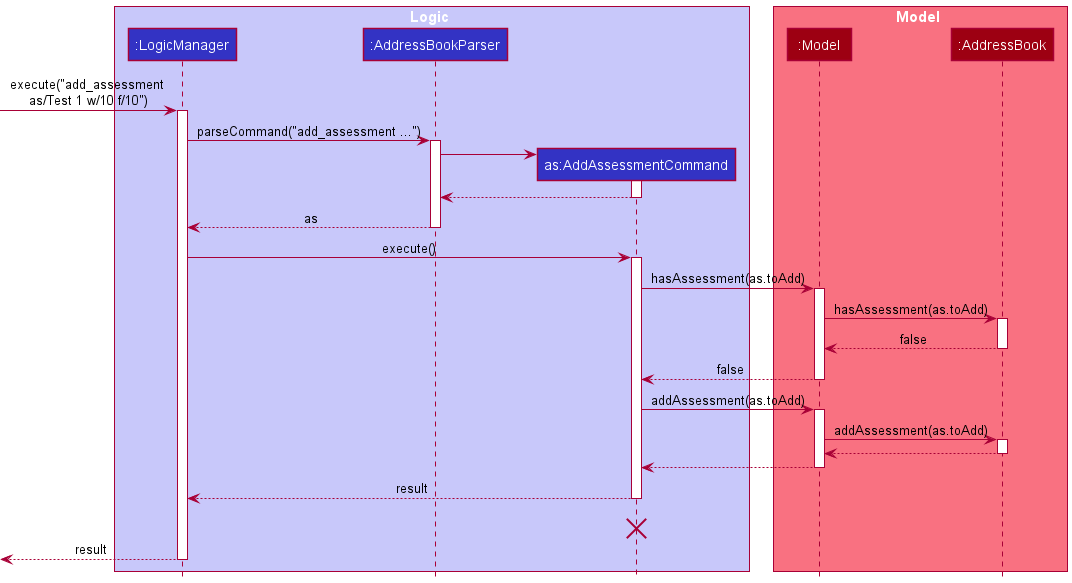 Logic
Model
:LogicManager
:AddressBookParser
:Model
:AddressBook
execute("add_assessment
as/Test 1 w/10 f/10")
parseCommand("add_assessment ...")
as:AddAssessmentCommand
as
execute()
hasAssessment(as.toAdd)
hasAssessment(as.toAdd)
false
false
addAssessment(as.toAdd)
addAssessment(as.toAdd)
result
result